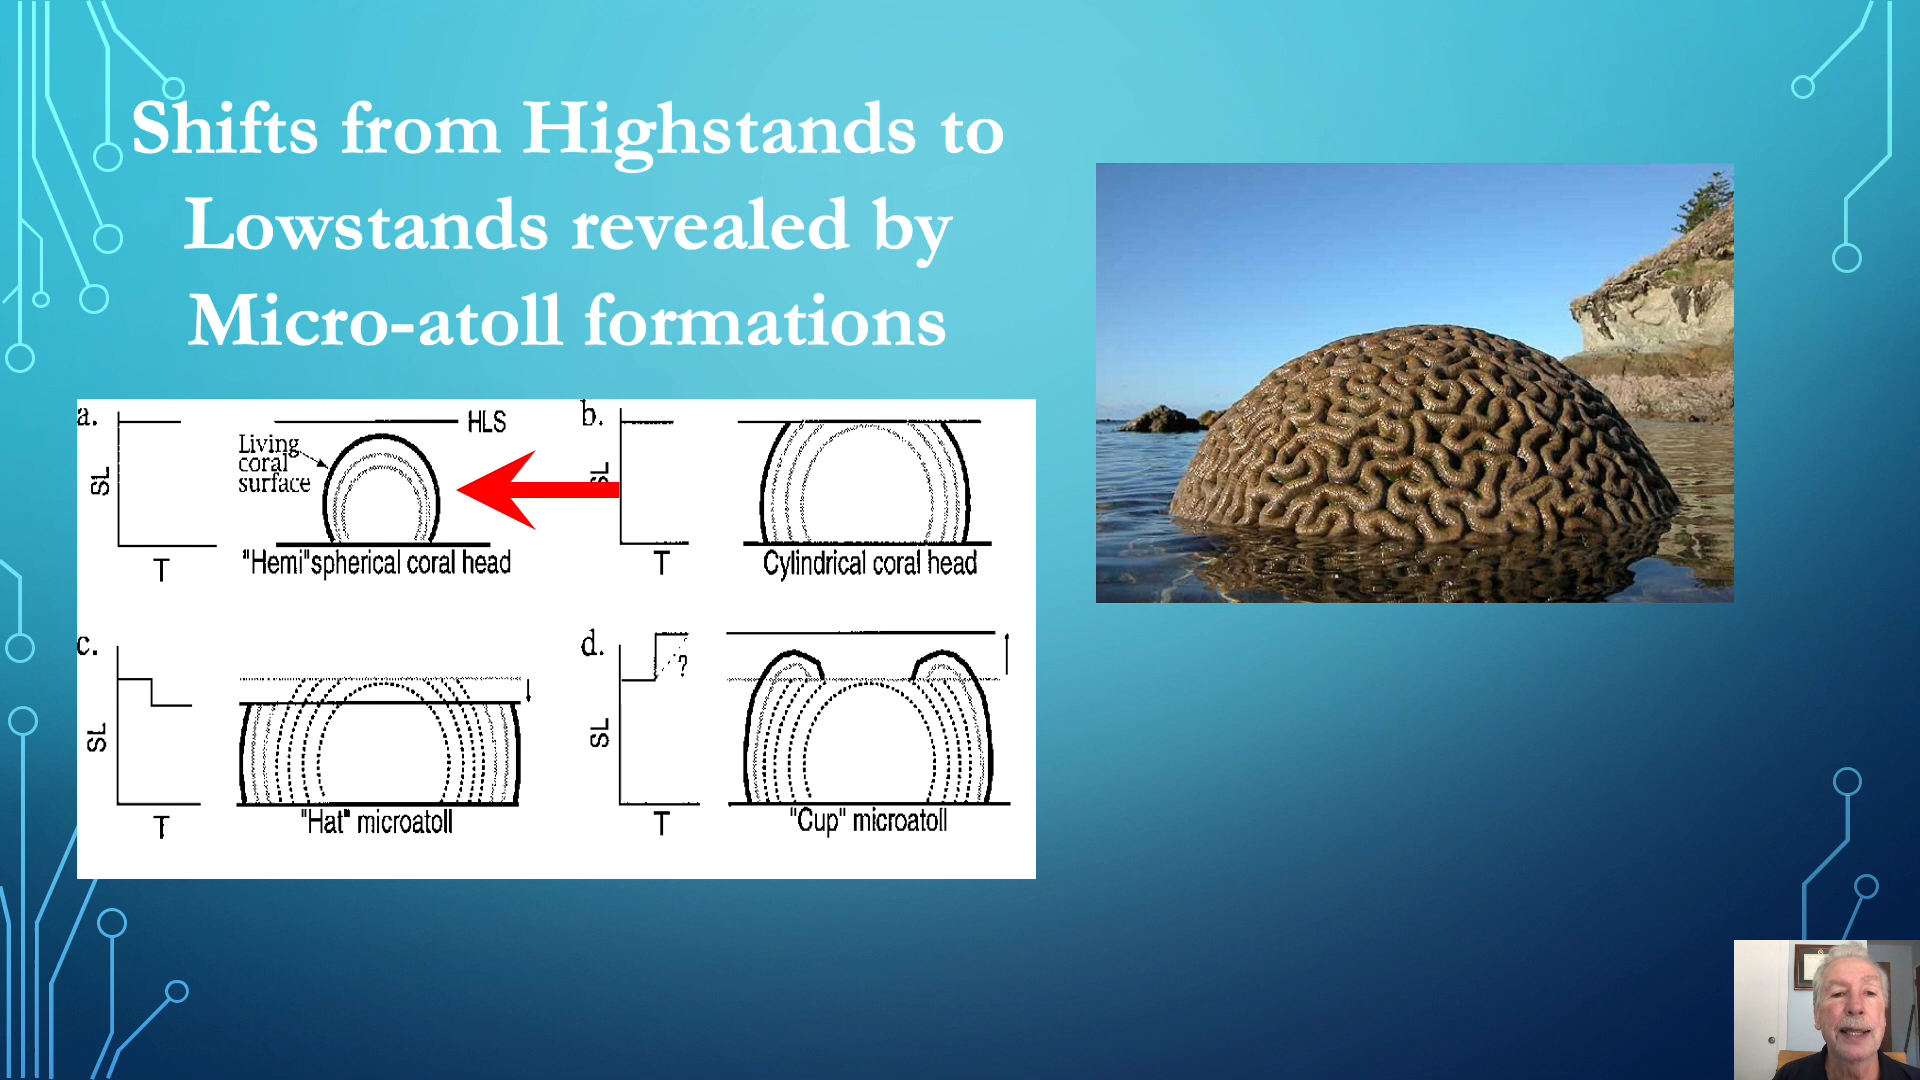 Shifts from Highstands to
Lowstands revealed by
Micro-atoll formations
a.
HLS
Living
coral
surface
SL
T
"Hemi"spherical coral head
b.
SL
T
Cylindrical coral head
c.
SL
T
"Hat" microatoll
d.
?
SL
T
"Cup" microatoll